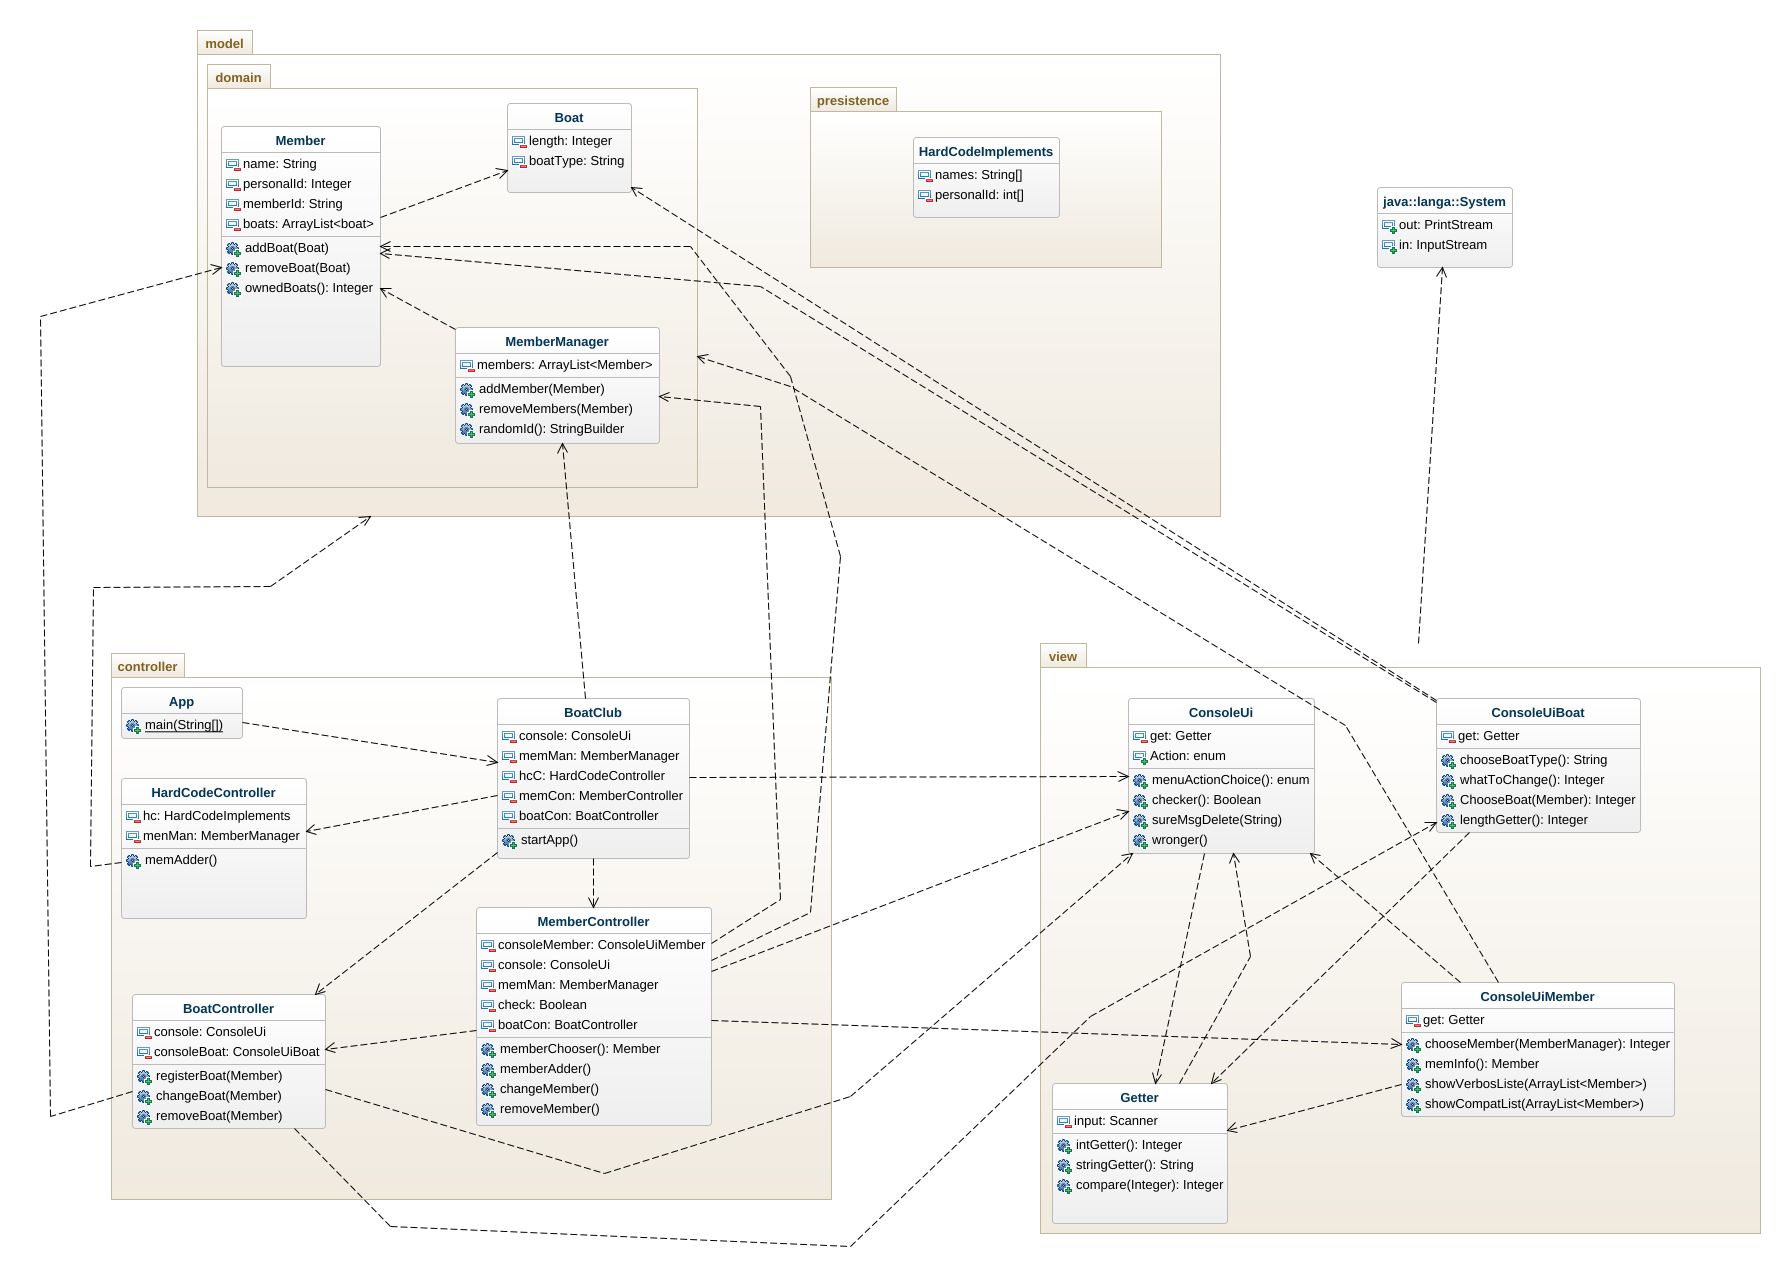 model
domain
Member
name: String
personalId: Integer
memberId: String
boats: ArrayList<boat>
addBoat(Boat)
removeBoat(Boat)
ownedBoats(): Integer
Boat
length: Integer
boatType: String
MemberManager
members: ArrayList<Member>
addMember(Member)
removeMembers(Member)
randomId(): StringBuilder
presistence
HardCodeImplements
names: String[]
personalId: int[]
java::langa::System
out: PrintStream
in: InputStream
controller
App
main(String[])
HardCodeController
hc: HardCodeImplements
menMan: MemberManager
memAdder()
BoatClub
console: ConsoleUi
memMan: MemberManager
hcC: HardCodeController
memCon: MemberController
boatCon: BoatController
startApp()
MemberController
consoleMember: ConsoleUiMember
console: ConsoleUi
memMan: MemberManager
check: Boolean
boatCon: BoatController
memberChooser(): Member
memberAdder()
changeMember()
removeMember()
BoatController
console: ConsoleUi
consoleBoat: ConsoleUiBoat
registerBoat(Member)
changeBoat(Member)
removeBoat(Member)
view
ConsoleUi
get: Getter
Action: enum
menuActionChoice(): enum
checker(): Boolean
sureMsgDelete(String)
wronger()
ConsoleUiBoat
get: Getter
chooseBoatType(): String
whatToChange(): Integer
ChooseBoat(Member): Integer
lengthGetter(): Integer
ConsoleUiMember
get: Getter
chooseMember(MemberManager): Integer
memInfo(): Member
showVerbosListe(ArrayList<Member>)
showCompatList(ArrayList<Member>)
Getter
input: Scanner
intGetter(): Integer
stringGetter(): String
compare(Integer): Integer